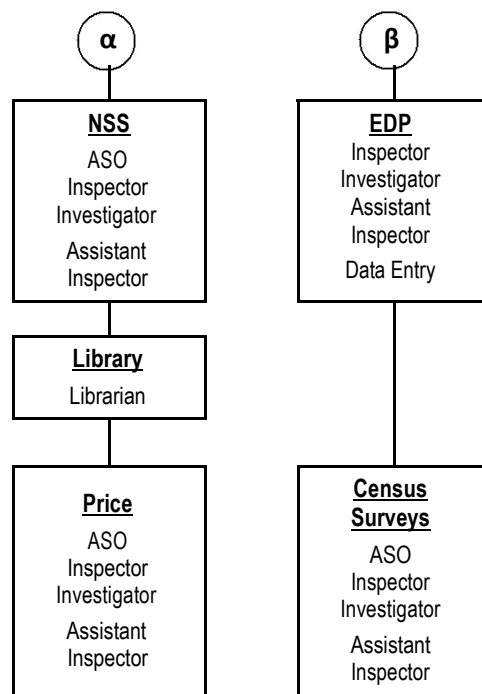 α
NSS
ASO
Inspector
Investigator
Assistant
Inspector
Library
Librarian
Price
ASO
Inspector
Investigator
Assistant
Inspector
β
EDP
Inspector
Investigator
Assistant
Inspector
Data Entry
Census
Surveys
ASO
Inspector
Investigator
Assistant
Inspector